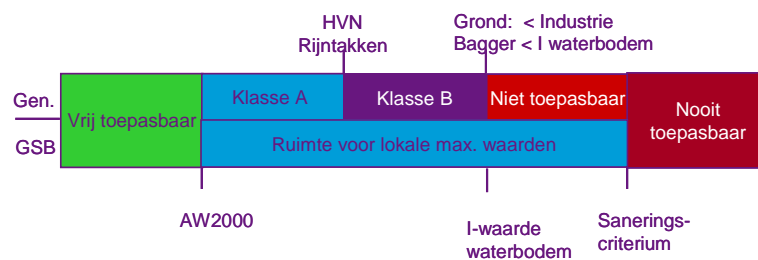 HVN
Rijntakken
Grond: < Industrie
Bagger < I waterbodem
Gen.
GSB
Vrij toepasbaar
Klasse A
Klasse B
Niet toepasbaar
Nooit
toepasbaar
Ruimte voor lokale max. waarden
AW2000
I-waarde
waterbodem
Sanerings-
criterium